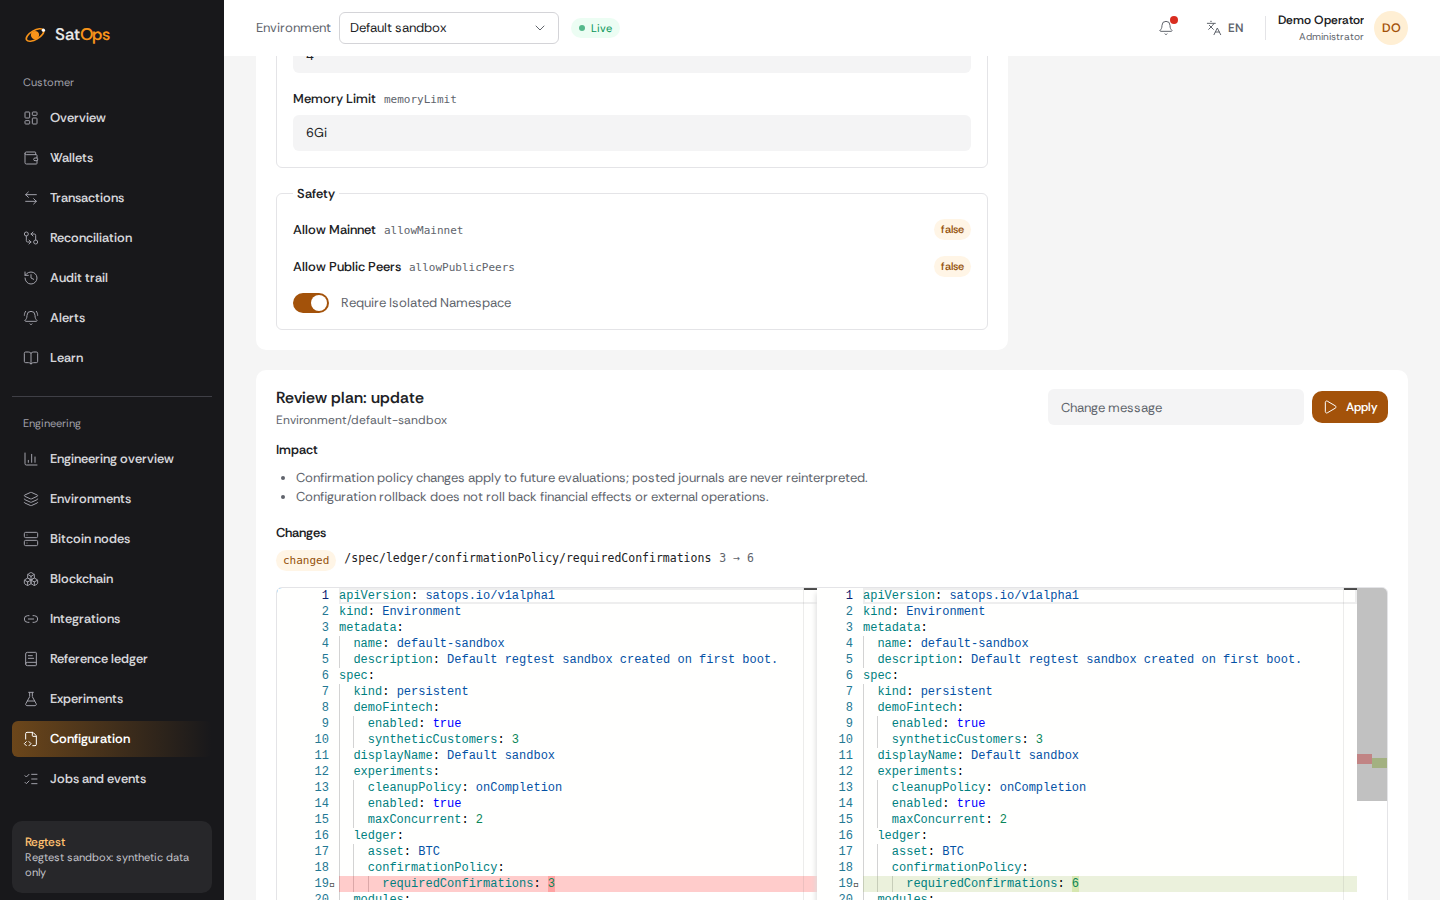 SatOps
Customer
Overview
Wallets
Transactions
Reconciliation
Audit trail
Alerts
Learn
Engineering
Engineering overview
Environments
Bitcoin nodes
Blockchain
Integrations
Reference ledger
Experiments
Configuration
Jobs and events
Regtest
Regtest sandbox: synthetic data
only
Environment
Default sandbox
Live
EN
Demo Operator
Administrator
DO
4
Memory Limit memoryLimit
6Gi
Safety
Allow Mainnet allowMainnet false
Allow Public Peers allowPublicPeers false
Require Isolated Namespace
Review plan: update
Environment/default-sandbox
Change message
Apply
Impact
• Confirmation policy changes apply to future evaluations; posted journals are never reinterpreted.
• Configuration rollback does not roll back financial effects or external operations.
Changes
changed /spec/ledger/confirmationPolicy/requiredConfirmations 3 → 6
1 apiVersion: satops.io/v1alpha1
2 kind: Environment
3 metadata:
4 name: default-sandbox
5 description: Default regtest sandbox created on first boot.
6 spec:
7 kind: persistent
8 demoFintech:
9 enabled: true
10 syntheticCustomers: 3
11 displayName: Default sandbox
12 experiments:
13 cleanupPolicy: onCompletion
14 enabled: true
15 maxConcurrent: 2
16 ledger:
17 asset: BTC
18 confirmationPolicy:
19 requiredConfirmations: 3
20 modules:
1 apiVersion: satops.io/v1alpha1
2 kind: Environment
3 metadata:
4 name: default-sandbox
5 description: Default regtest sandbox created on first boot.
6 spec:
7 kind: persistent
8 demoFintech:
9 enabled: true
10 syntheticCustomers: 3
11 displayName: Default sandbox
12 experiments:
13 cleanupPolicy: onCompletion
14 enabled: true
15 maxConcurrent: 2
16 ledger:
17 asset: BTC
18 confirmationPolicy:
19 requiredConfirmations: 6
20 modules: